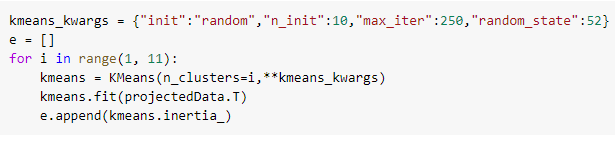 kmeans_kwargs = {"init":"random","n_init":10,"max_iter":250,"random_state":52}
e = []
for i in range(1, 11):
    kmeans = KMeans(n_clusters=i,**kmeans_kwargs)
    kmeans.fit(projectedData.T)
    e.append(kmeans.inertia_)